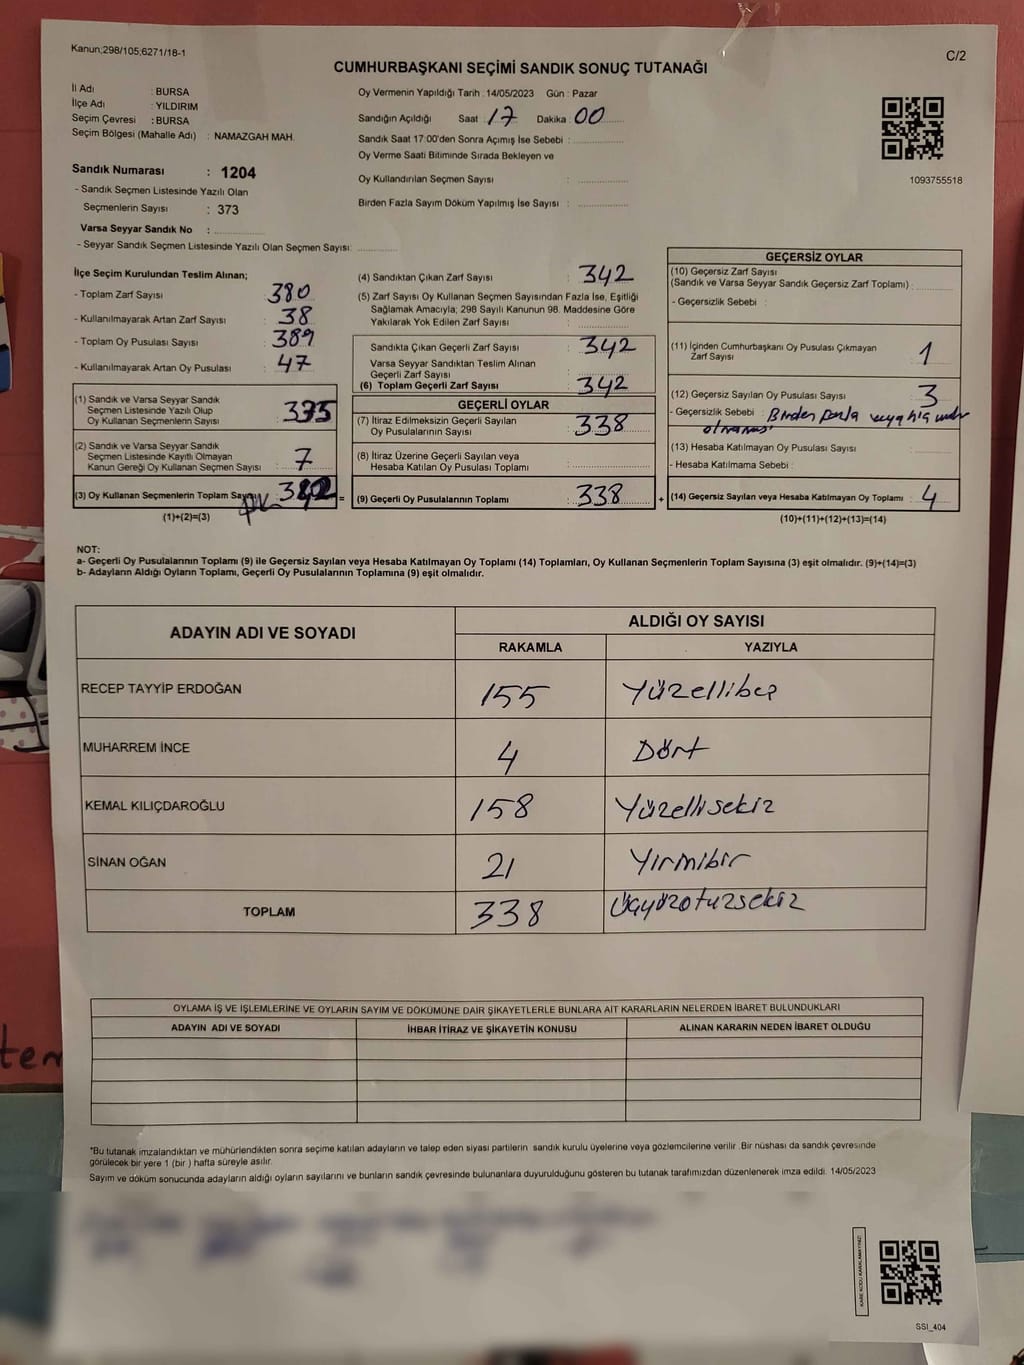 Kanun;298/105;6271/18-1
C/2
CUMHURBAŞKANI SEÇİMİ SANDIK SONUÇ TUTANAĞI
İl Adı : BURSA
İlçe Adı : YILDIRIM
Seçim Çevresi : BURSA
Seçim Bölgesi (Mahalle Adı) : NAMAZGAH MAH.
Sandık Numarası : 1204
- Sandık Seçmen Listesinde Yazılı Olan
Seçmenlerin Sayısı : 373
Varsa Seyyar Sandık No :
- Seyyar Sandık Seçmen Listesinde Yazılı Olan Seçmen Sayısı:
Oy Vermenin Yapıldığı Tarih : 14/05/2023 Gün : Pazar
Sandığın Açıldığı Saat : 17 Dakika : 00
Sandık Saat 17:00'den Sonra Açımış İse Sebebi :
Oy Verme Saati Bitiminde Sırada Bekleyen ve
Oy Kullandırılan Seçmen Sayısı :
Birden Fazla Sayım Döküm Yapılmış İse Sayısı :
1093755518
İlçe Seçim Kurulundan Teslim Alınan;
- Toplam Zarf Sayısı : 380
- Kullanılmayarak Artan Zarf Sayısı : 38
- Toplam Oy Pusulası Sayısı : 389
- Kullanılmayarak Artan Oy Pusulası : 47
(1) Sandık ve Varsa Seyyar Sandık
Seçmen Listesinde Yazılı Olup
Oy Kullanan Seçmenlerin Sayısı : 335
(2) Sandık ve Varsa Seyyar Sandık
Seçmen Listesinde Kayıtlı Olmayan
Kanun Gereği Oy Kullanan Seçmen Sayısı : 7
(3) Oy Kullanan Seçmenlerin Toplam =
(1)+(2)=(3)
(4) Sandıktan Çıkan Zarf Sayısı : 342
(5) Zarf Sayısı Oy Kullanan Seçmen Sayısından Fazla İse, Eşitliği
Sağlamak Amacıyla; 298 Sayılı Kanunun 98. Maddesine Göre
Yakılarak Yok Edilen Zarf Sayısı :
Sandıkta Çıkan Geçerli Zarf Sayısı : 342
Varsa Seyyar Sandıktan Teslim Alınan
Geçerli Zarf Sayısı :
(6) Toplam Geçerli Zarf Sayısı : 342
GEÇERLİ OYLAR
(7) İtiraz Edilmeksizin Geçerli Sayılan
Oy Pusulalarının Sayısı : 338
(8) İtiraz Üzerine Geçerli Sayılan veya
Hesaba Katılan Oy Pusulası Toplamı :
(9) Geçerli Oy Pusulalarının Toplamı : 338 +
GEÇERSİZ OYLAR
(10) Geçersiz Zarf Sayısı
(Sandık ve Varsa Seyyar Sandık Geçersiz Zarf Toplamı) :
- Geçersizlik Sebebi :
(11) İçinden Cumhurbaşkanı Oy Pusulası Çıkmayan
Zarf Sayısı : 1
(12) Geçersiz Sayılan Oy Pusulası Sayısı : 3
- Geçersizlik Sebebi : Birden fazla veya hiç
olmaması
(13) Hesaba Katılmayan Oy Pusulası Sayısı :
- Hesaba Katılmama Sebebi :
(14) Geçersiz Sayılan veya Hesaba Katılmayan Oy Toplamı : 4
(10)+(11)+(12)+(13)=(14)
NOT:
a- Geçerli Oy Pusulalarının Toplamı (9) ile Geçersiz Sayılan veya Hesaba Katılmayan Oy Toplamı (14) Toplamları, Oy Kullanan Seçmenlerin Toplam Sayısına (3) eşit olmalıdır. (9)+(14)=(3)
b- Adayların Aldığı Oyların Toplamı, Geçerli Oy Pusulalarının Toplamına (9) eşit olmalıdır.
ADAYIN ADI VE SOYADI
ALDIĞI OY SAYISI
RAKAMLA YAZIYLA
RECEP TAYYİP ERDOĞAN 155 Yüzellibeş
MUHARREM İNCE 4 Dört
KEMAL KILIÇDAROĞLU 158 Yüzellisekiz
SİNAN OĞAN 21 Yirmibir
TOPLAM 338 Üçyüzotuzsekiz
OYLAMA İŞ VE İŞLEMLERİNE VE OYLARIN SAYIM VE DÖKÜMÜNE DAİR ŞİKAYETLERLE BUNLARA AİT KARARLARIN NELERDEN İBARET BULUNDUKLARI
ADAYIN ADI VE SOYADI İHBAR İTİRAZ VE ŞİKAYETİN KONUSU ALINAN KARARIN NEDEN İBARET OLDUĞU
*Bu tutanak imzalandıktan ve mühürlendikten sonra seçime katılan adayların ve talep eden siyasi partilerin sandık kurulu üyelerine veya gözlemcilerine verilir. Bir nüshası da sandık çevresinde
görülecek bir yere 1 (bir ) hafta süreyle asılır.
Sayım ve döküm sonucunda adayların aldığı oyların sayılarını ve bunların sandık çevresinde bulunanlara duyurulduğunu gösteren bu tutanak tarafımızdan düzenlenerek imza edildi. 14/05/2023
KARE KODU KARALAMAYINIZ!
SSI_404